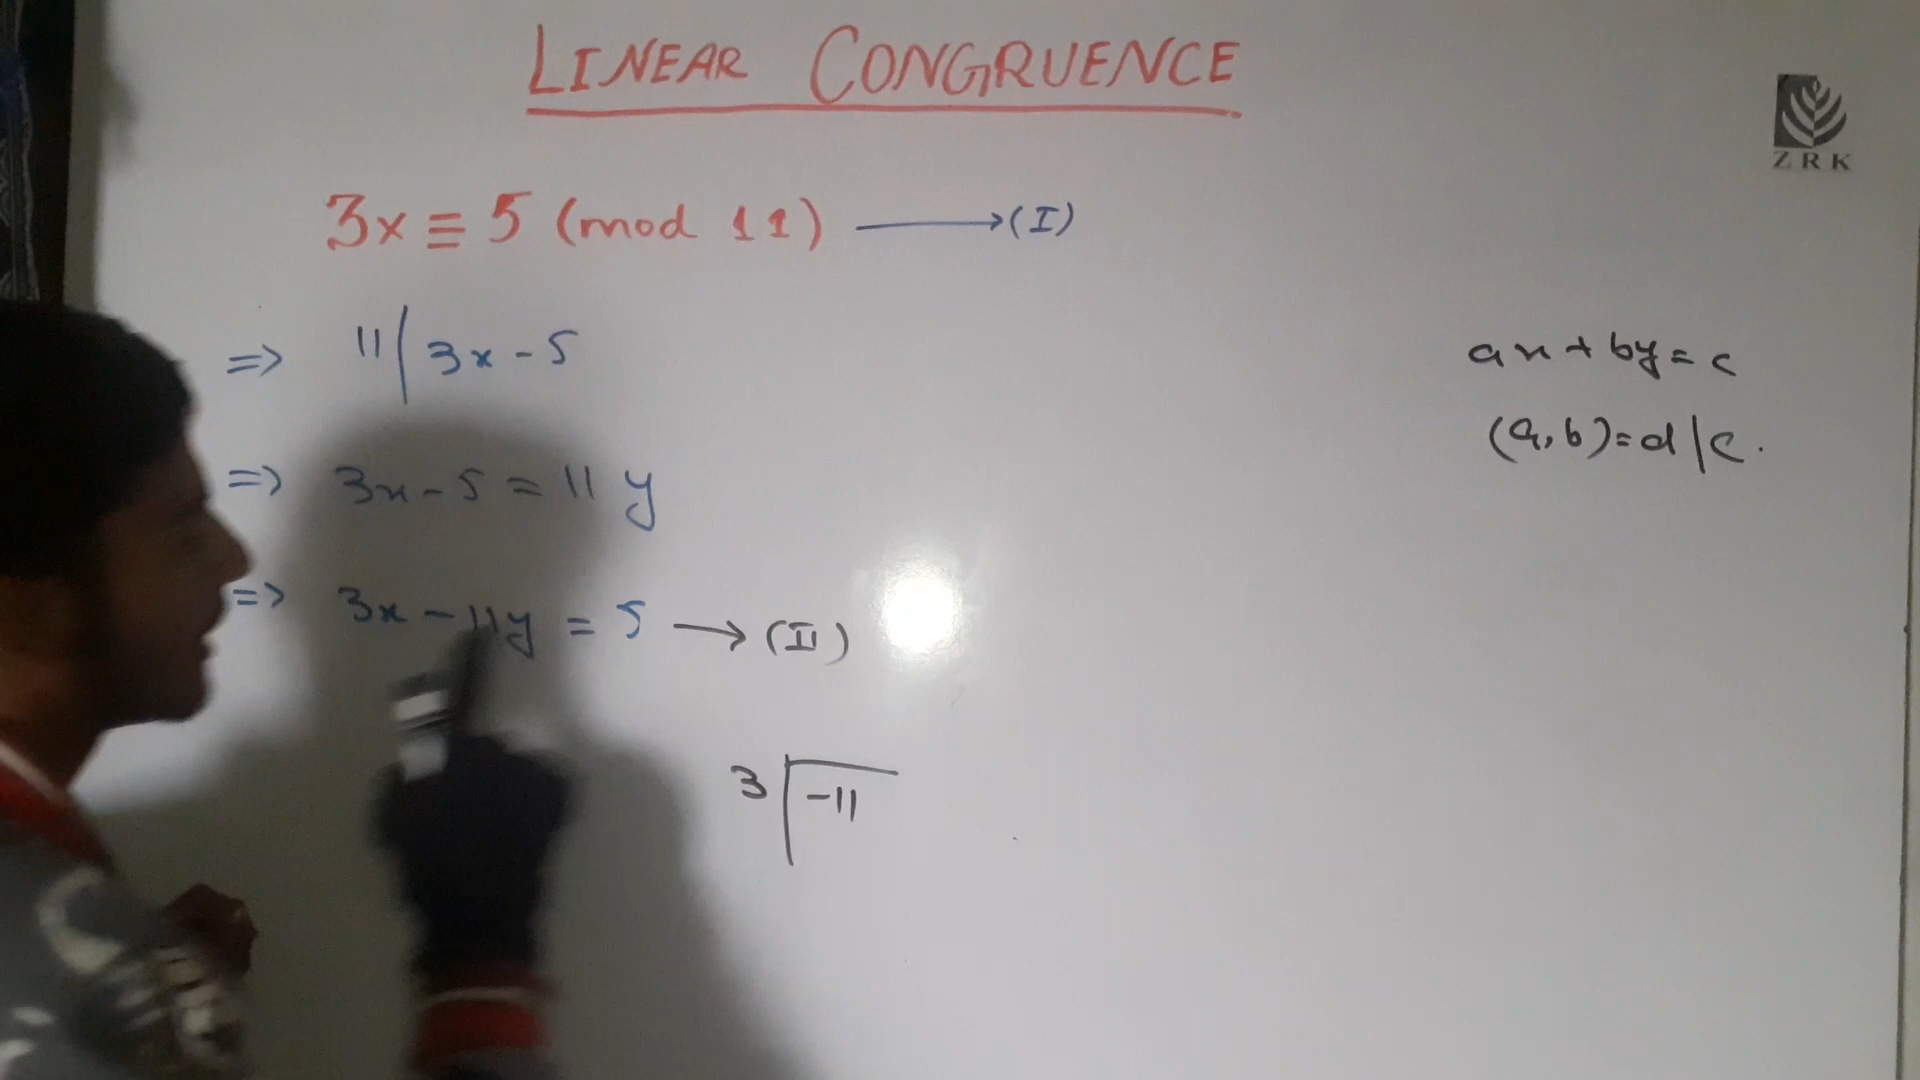 LINEAR CONGRUENCE
ZRK
3x ≡ 5 (mod 11) ⟶ (I)
⇒ 11 | 3x - 5
⇒ 3x - 5 = 11 y
⇒ 3x - 11y = 5 ⟶ (II)
3 -11
ax + by = c
(a, b) = d | c.